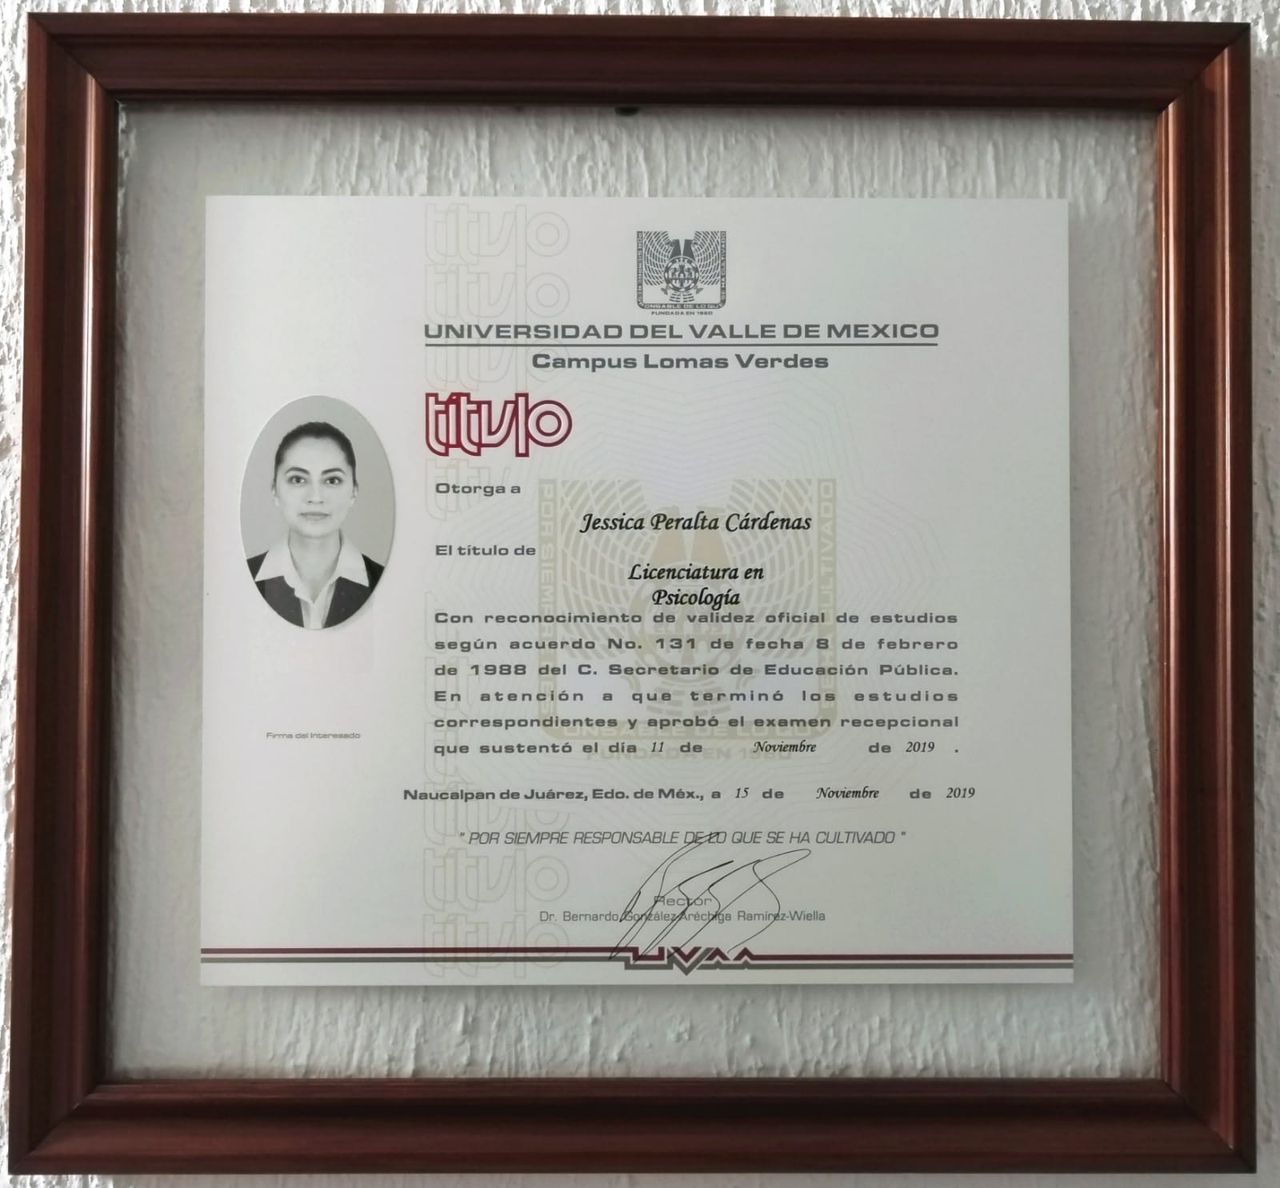 FUNDADA EN 1960
UNIVERSIDAD DEL VALLE DE MEXICO
Campus Lomas Verdes
título
Otorga a
Jessica Peralta Cárdenas
El título de
Licenciatura en
Psicología
Con reconocimiento de validez oficial de estudios
según acuerdo No. 131 de fecha 8 de febrero
de 1988 del C. Secretario de Educación Pública.
En atención a que terminó los estudios
correspondientes y aprobó el examen recepcional
que sustentó el día 11 de Noviembre de 2019 .
Firma del Interesado
Naucalpan de Juárez, Edo. de Méx., a 15 de Noviembre de 2019
" POR SIEMPRE RESPONSABLE DE LO QUE SE HA CULTIVADO "
Rector
Dr. Bernardo González Aréchiga Ramírez-Wiella
UVM